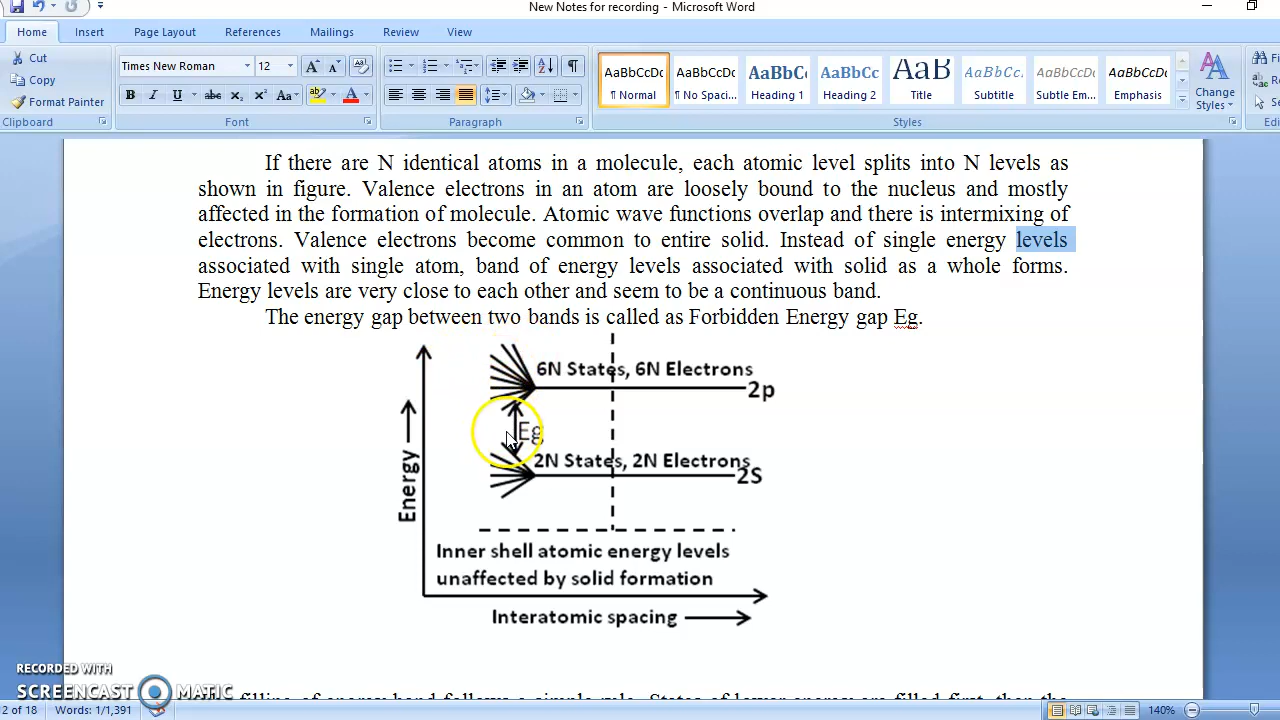 New Notes for recording - Microsoft Word
Home Insert Page Layout References Mailings Review View
Cut
Copy
Format Painter
Clipboard
Times New Roman 12
Font
Paragraph
AaBbCcDc AaBbCcDc AaBbCc AaBbCc AaB AaBbCc. AaBbCcDc AaBbCcDc
¶ Normal ¶ No Spaci... Heading 1 Heading 2 Title Subtitle Subtle Em... Emphasis
Change
Styles
Styles
If there are N identical atoms in a molecule, each atomic level splits into N levels as
shown in figure. Valence electrons in an atom are loosely bound to the nucleus and mostly
affected in the formation of molecule. Atomic wave functions overlap and there is intermixing of
electrons. Valence electrons become common to entire solid. Instead of single energy levels
associated with single atom, band of energy levels associated with solid as a whole forms.
Energy levels are very close to each other and seem to be a continuous band.
The energy gap between two bands is called as Forbidden Energy gap Eg.
6N States, 6N Electrons
2p
Eg
2N States, 2N Electrons
2S
Energy
Inner shell atomic energy levels
unaffected by solid formation
Interatomic spacing
RECORDED WITH
SCREENCAST MATIC
2 of 18 Words: 1/1,391 140%